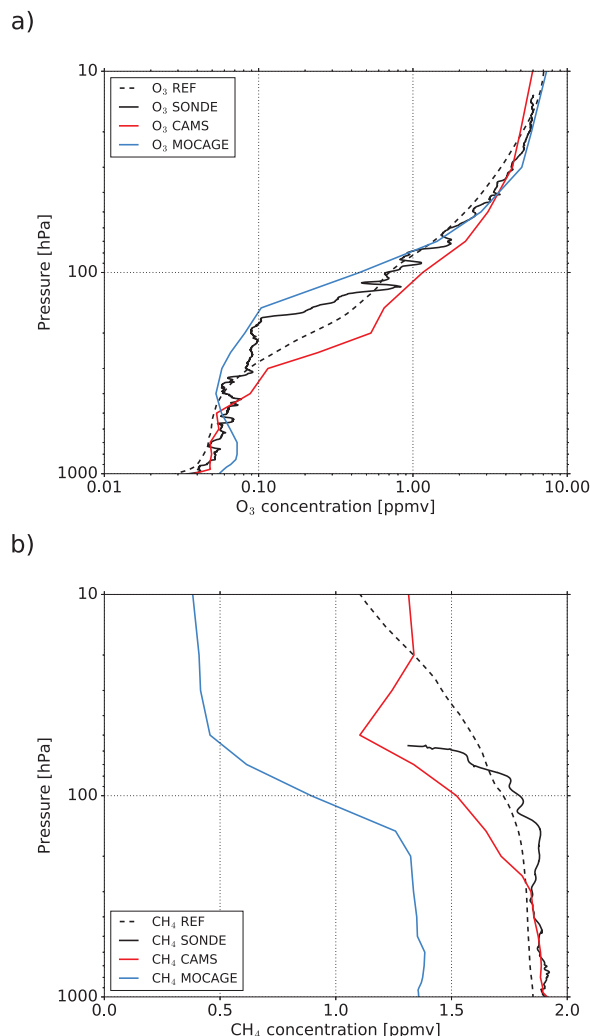 a)
10
O₃ REF
O₃ SONDE
O₃ CAMS
O₃ MOCAGE
Pressure [hPa]
100
1000
0.01 0.10 1.00 10.00
O₃ concentration [ppmv]
b)
10
Pressure [hPa]
100
CH₄ REF
CH₄ SONDE
CH₄ CAMS
CH₄ MOCAGE
1000
0.0 0.5 1.0 1.5 2.0
CH₄ concentration [ppmv]